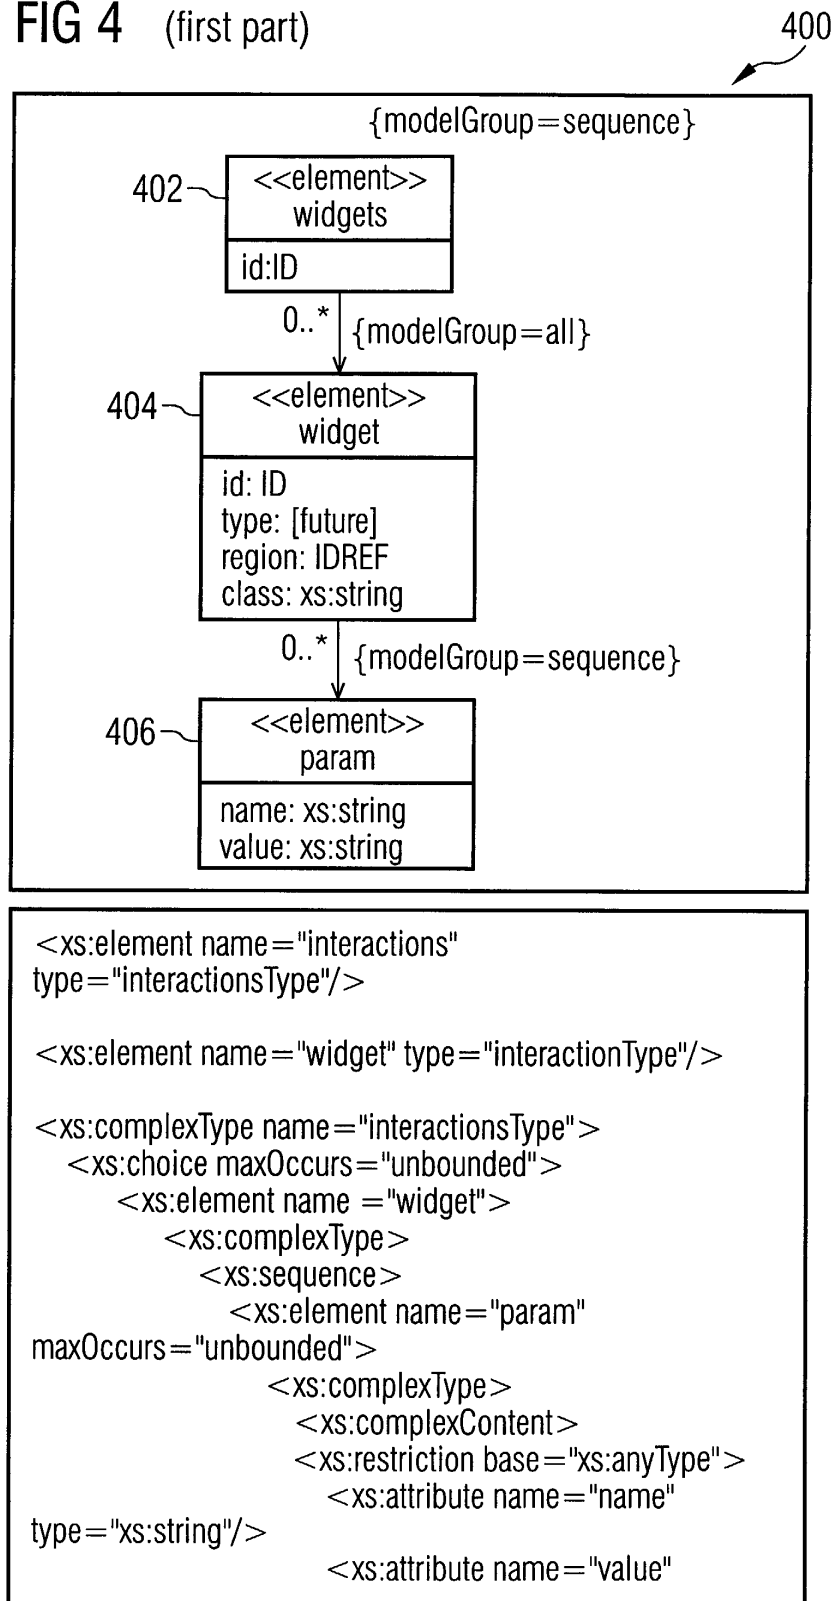 FIG 4 (first part)
400
{modelGroup=sequence}
402
<<element>>
widgets
id:ID
0..*
{modelGroup=all}
404
<<element>>
widget
id: ID
type: [future]
region: IDREF
class: xs:string
0..*
{modelGroup=sequence}
406
<<element>>
param
name: xs:string
value: xs:string
<xs:element name="interactions"
type="interactionsType"/>
<xs:element name="widget" type="interactionType"/>
<xs:complexType name="interactionsType">
<xs:choice maxOccurs="unbounded">
<xs:element name ="widget">
<xs:complexType>
<xs:sequence>
<xs:element name="param"
maxOccurs="unbounded">
<xs:complexType>
<xs:complexContent>
<xs:restriction base="xs:anyType">
<xs:attribute name="name"
type="xs:string"/>
<xs:attribute name="value"